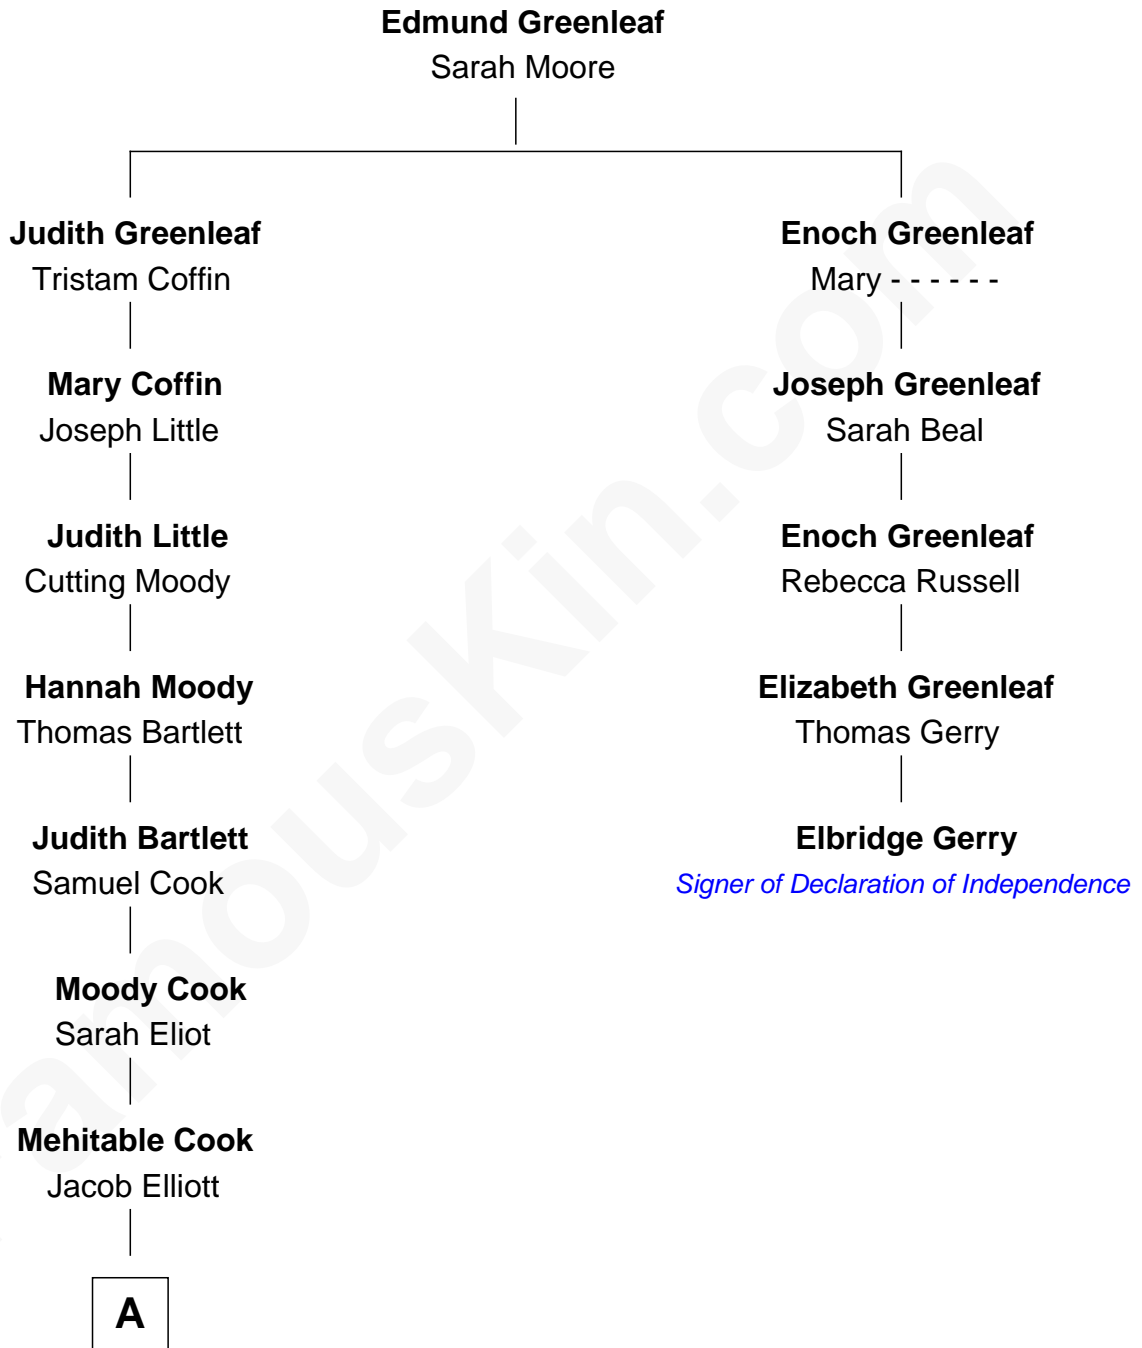 Edmund Greenleaf
Sarah Moore
Judith Greenleaf
Tristam Coffin
Enoch Greenleaf
Mary - - - - - -
Mary Coffin
Joseph Little
Joseph Greenleaf
Sarah Beal
Judith Little
Cutting Moody
Enoch Greenleaf
Rebecca Russell
Hannah Moody
Thomas Bartlett
Elizabeth Greenleaf
Thomas Gerry
Judith Bartlett
Samuel Cook
Elbridge Gerry
Signer of Declaration of Independence
Moody Cook
Sarah Eliot
Mehitable Cook
Jacob Elliott
A
amousKin.com